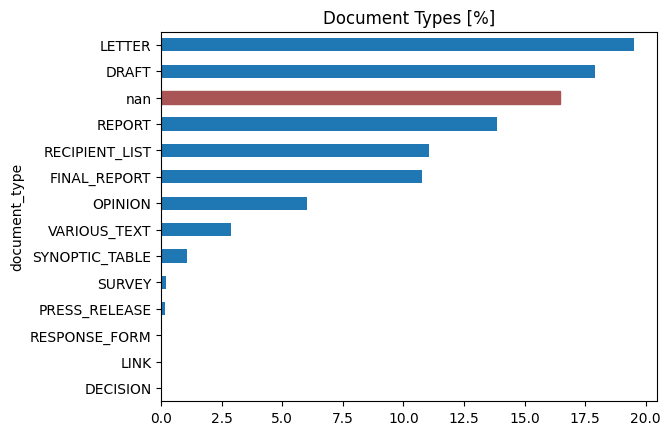 Document Types [%]
LETTER
DRAFT
nan
REPORT
RECIPIENT_LIST
FINAL_REPORT
OPINION
VARIOUS_TEXT
SYNOPTIC_TABLE
SURVEY
PRESS_RELEASE
RESPONSE_FORM
LINK
DECISION
document_type
0.0 2.5 5.0 7.5 10.0 12.5 15.0 17.5 20.0